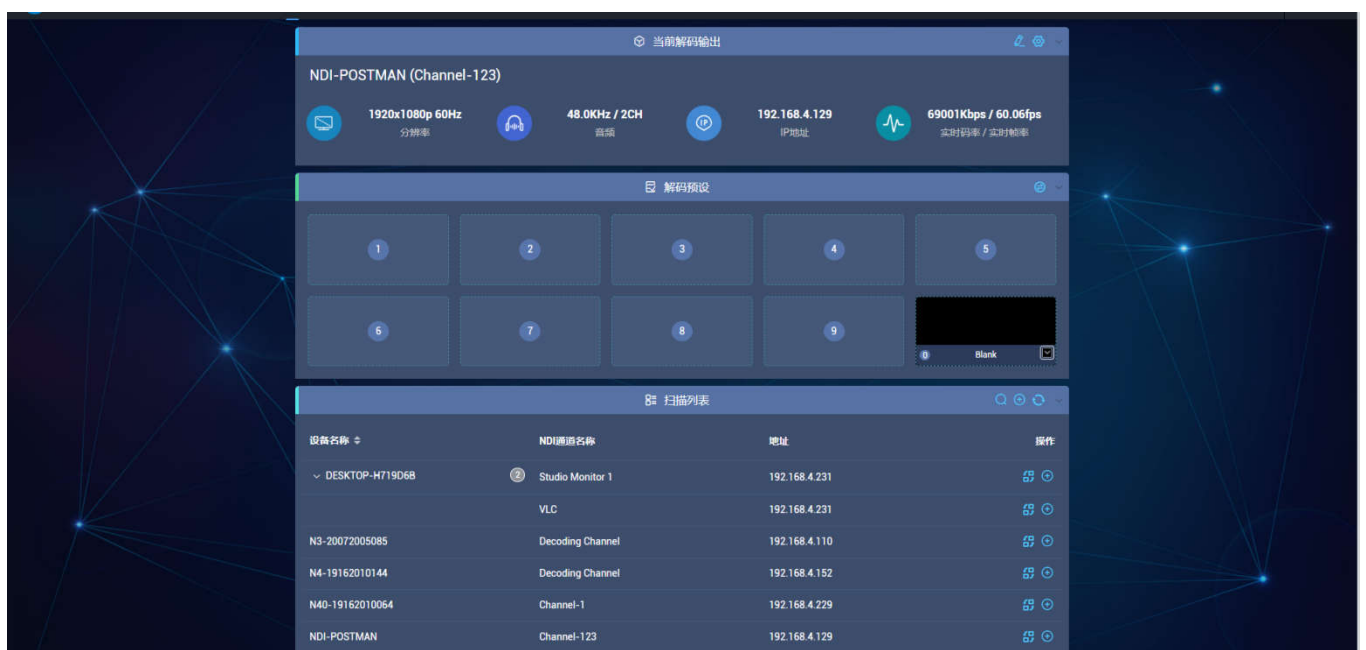 当前解码输出
NDI-POSTMAN (Channel-123)
1920x1080p 60Hz
分辨率
48.0KHz / 2CH
音频
IP
192.168.4.129
IP地址
69001Kbps / 60.06fps
实时码率 / 实时帧率
解码预设
1 2 3 4 5
6 7 8 9
0 Blank
扫描列表
设备名称 NDI通道名称 地址 操作
DESKTOP-H719D6B 2 Studio Monitor 1 192.168.4.231
VLC 192.168.4.231
N3-20072005085 Decoding Channel 192.168.4.110
N4-19162010144 Decoding Channel 192.168.4.152
N40-19162010064 Channel-1 192.168.4.229
NDI-POSTMAN Channel-123 192.168.4.129